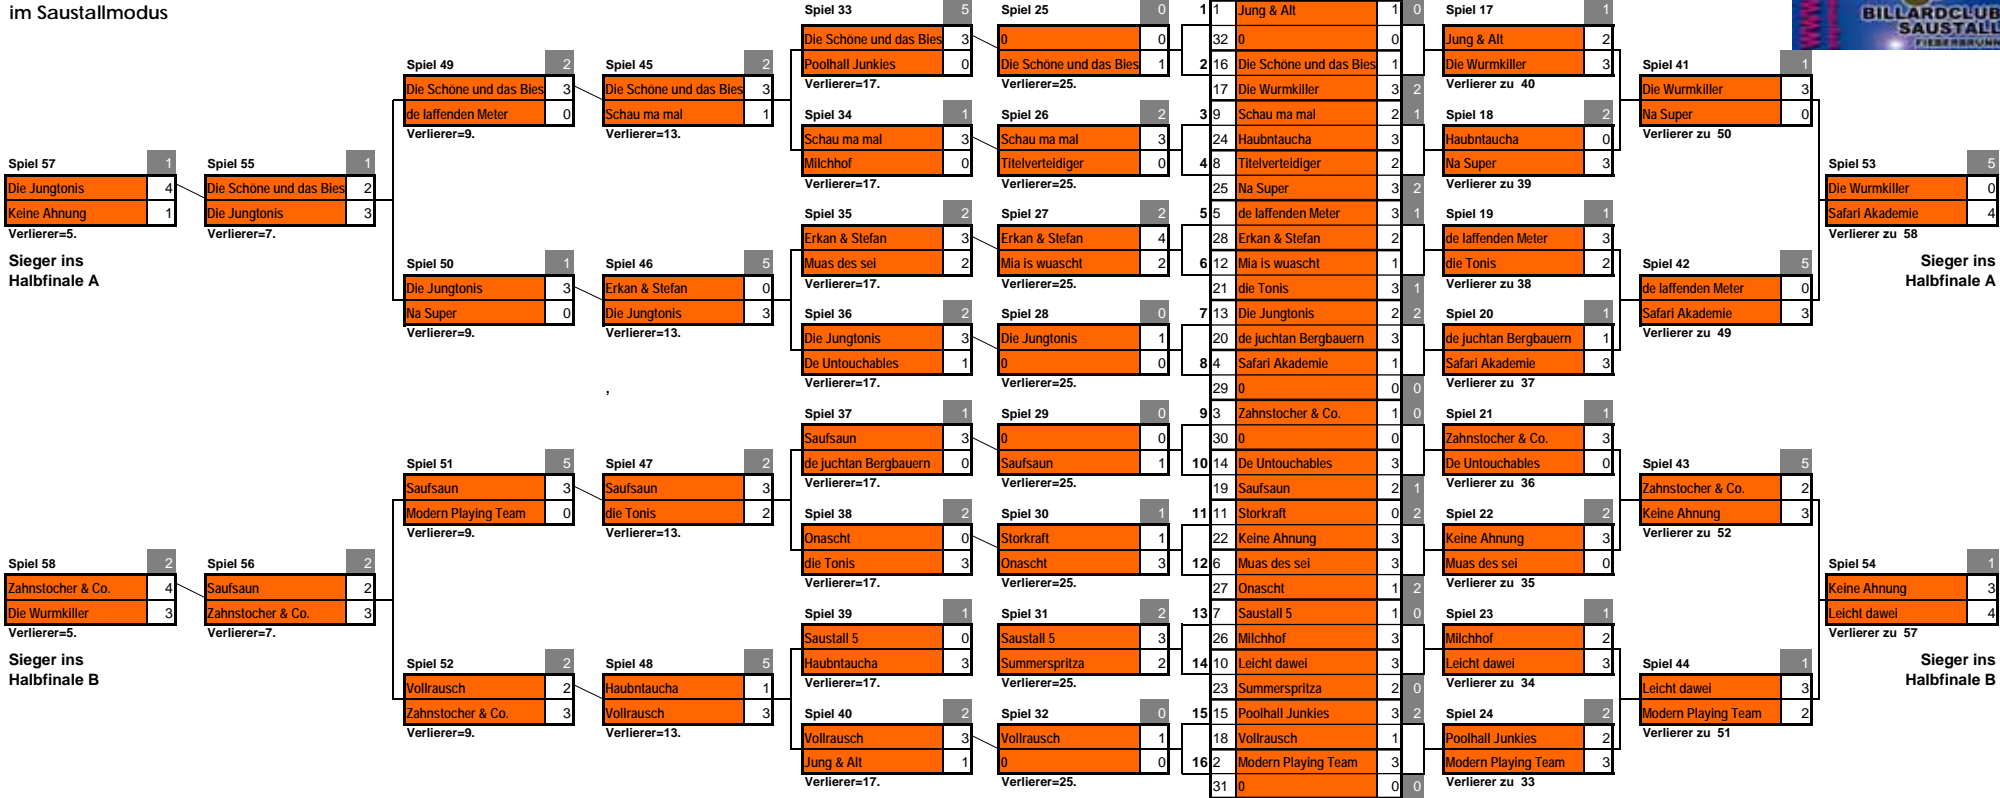 im Saustallmodus
WWW
BILLARDCLUB
SAUSTALL
FIEBERBRUNN
Spiel 57 1
Die Jungtonis 4
Keine Ahnung 1
Verlierer=5.
Sieger ins
Halbfinale A
Spiel 58 2
Zahnstocher & Co. 4
Die Wurmkiller 3
Verlierer=5.
Sieger ins
Halbfinale B
Spiel 55 1
Die Schöne und das Bies 2
Die Jungtonis 3
Verlierer=7.
Spiel 56 2
Saufsaun 2
Zahnstocher & Co. 3
Verlierer=7.
Spiel 49 2
Die Schöne und das Bies 3
de laffenden Meter 0
Verlierer=9.
Spiel 50 1
Die Jungtonis 3
Na Super 0
Verlierer=9.
Spiel 51 5
Saufsaun 3
Modern Playing Team 0
Verlierer=9.
Spiel 52 2
Vollrausch 2
Zahnstocher & Co. 3
Verlierer=9.
Spiel 45 2
Die Schöne und das Bies 3
Schau ma mal 1
Verlierer=13.
Spiel 46 5
Erkan & Stefan 0
Die Jungtonis 3
Verlierer=13.
,
Spiel 47 2
Saufsaun 3
die Tonis 2
Verlierer=13.
Spiel 48 5
Haubntaucha 1
Vollrausch 3
Verlierer=13.
Spiel 33 5
Die Schöne und das Bies 3
Poolhall Junkies 0
Verlierer=17.
Spiel 34 1
Schau ma mal 3
Milchhof 0
Verlierer=17.
Spiel 35 2
Erkan & Stefan 3
Muas des sei 2
Verlierer=17.
Spiel 36 2
Die Jungtonis 3
De Untouchables 1
Verlierer=17.
Spiel 37 1
Saufsaun 3
de juchtan Bergbauern 0
Verlierer=17.
Spiel 38 2
Onascht 0
die Tonis 3
Verlierer=17.
Spiel 39 1
Saustall 5 0
Haubntaucha 3
Verlierer=17.
Spiel 40 2
Vollrausch 3
Jung & Alt 1
Verlierer=17.
Spiel 25 0
0 0
Die Schöne und das Bies 1
Verlierer=25.
Spiel 26 2
Schau ma mal 3
Titelverteidiger 0
Verlierer=25.
Spiel 27 2
Erkan & Stefan 4
Mia is wuascht 2
Verlierer=25.
Spiel 28 0
Die Jungtonis 1
0 0
Verlierer=25.
Spiel 29 0
0 0
Saufsaun 1
Verlierer=25.
Spiel 30 1
Storkraft 1
Onascht 3
Verlierer=25.
Spiel 31 2
Saustall 5 3
Summerspritza 2
Verlierer=25.
Spiel 32 0
Vollrausch 1
0 0
Verlierer=25.
1 1 Jung & Alt 1 0
32 0 0
2 16 Die Schöne und das Bies 1
17 Die Wurmkiller 3 2
3 9 Schau ma mal 2 1
24 Haubntaucha 3
4 8 Titelverteidiger 2
25 Na Super 3 2
5 5 de laffenden Meter 3 1
28 Erkan & Stefan 2
6 12 Mia is wuascht 1
21 die Tonis 3 1
7 13 Die Jungtonis 2 2
20 de juchtan Bergbauern 3
8 4 Safari Akademie 1
29 0 0 0
9 3 Zahnstocher & Co. 1 0
30 0 0
10 14 De Untouchables 3
19 Saufsaun 2 1
11 11 Storkraft 0 2
22 Keine Ahnung 3
12 6 Muas des sei 3
27 Onascht 1 2
13 7 Saustall 5 1 0
26 Milchhof 3
14 10 Leicht dawei 3
23 Summerspritza 2 0
15 15 Poolhall Junkies 3 2
18 Vollrausch 1
16 2 Modern Playing Team 3
31 0 0 0
Spiel 17 1
Jung & Alt 2
Die Wurmkiller 3
Verlierer zu 40
Spiel 18 2
Haubntaucha 0
Na Super 3
Verlierer zu 39
Spiel 19 1
de laffenden Meter 3
die Tonis 2
Verlierer zu 38
Spiel 20 1
de juchtan Bergbauern 1
Safari Akademie 3
Verlierer zu 37
Spiel 21 1
Zahnstocher & Co. 3
De Untouchables 0
Verlierer zu 36
Spiel 22 2
Keine Ahnung 3
Muas des sei 0
Verlierer zu 35
Spiel 23 1
Milchhof 2
Leicht dawei 3
Verlierer zu 34
Spiel 24 2
Poolhall Junkies 2
Modern Playing Team 3
Verlierer zu 33
Spiel 41 1
Die Wurmkiller 3
Na Super 0
Verlierer zu 50
Spiel 42 5
de laffenden Meter 0
Safari Akademie 3
Verlierer zu 49
Spiel 43 5
Zahnstocher & Co. 2
Keine Ahnung 3
Verlierer zu 52
Spiel 44 1
Leicht dawei 3
Modern Playing Team 2
Verlierer zu 51
Spiel 53 5
Die Wurmkiller 0
Safari Akademie 4
Verlierer zu 58
Sieger ins
Halbfinale A
Spiel 54 1
Keine Ahnung 3
Leicht dawei 4
Verlierer zu 57
Sieger ins
Halbfinale B